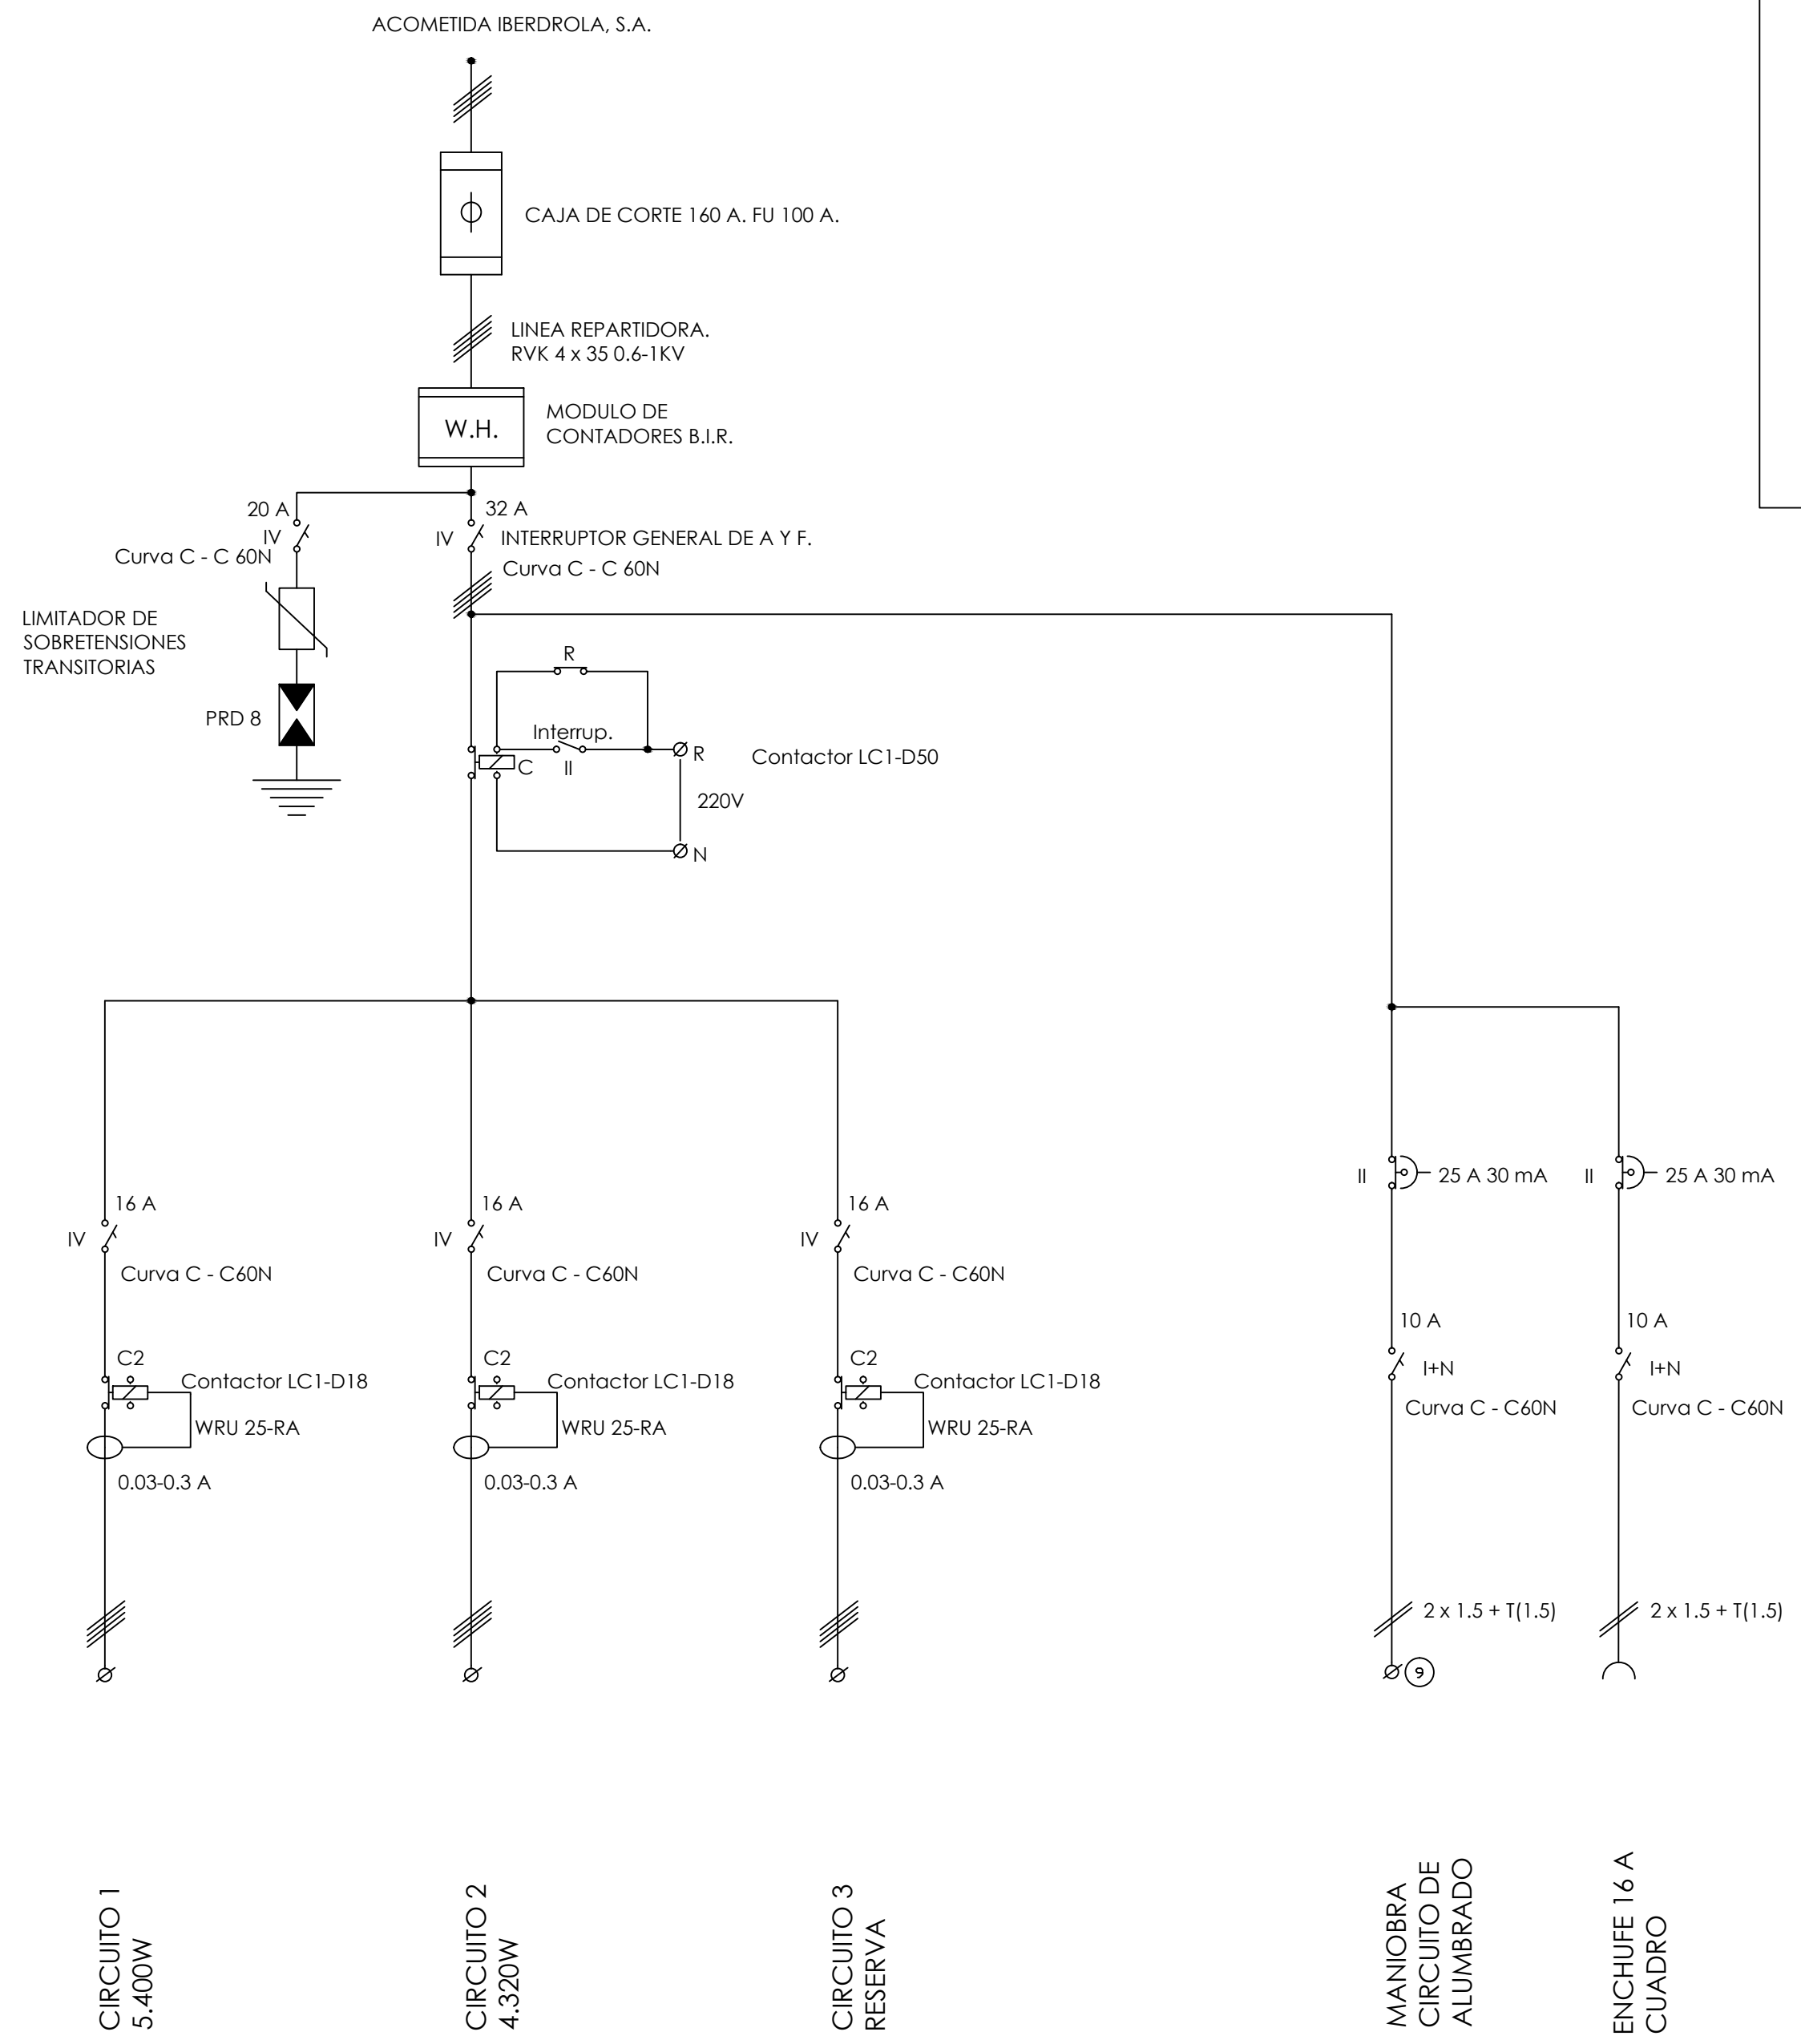 ACOMETIDA IBERDROLA, S.A.
CAJA DE CORTE 160 A. FU 100 A.
LINEA REPARTIDORA.
RVK 4 x 35 0.6-1KV
W.H.
MODULO DE
CONTADORES B.I.R.
20 A
IV
Curva C - C 60N
32 A
IV
INTERRUPTOR GENERAL DE A Y F.
Curva C - C 60N
LIMITADOR DE
SOBRETENSIONES
TRANSITORIAS
PRD 8
R
Interrup.
II
C
R
220V
N
Contactor LC1-D50
16 A
IV
Curva C - C60N
C2
Contactor LC1-D18
WRU 25-RA
0.03-0.3 A
16 A
IV
Curva C - C60N
C2
Contactor LC1-D18
WRU 25-RA
0.03-0.3 A
16 A
IV
Curva C - C60N
C2
Contactor LC1-D18
WRU 25-RA
0.03-0.3 A
II
25 A 30 mA
10 A
I+N
Curva C - C60N
2 x 1.5 + T(1.5)
9
II
25 A 30 mA
10 A
I+N
Curva C - C60N
2 x 1.5 + T(1.5)
CIRCUITO 1
5.400W
CIRCUITO 2
4.320W
CIRCUITO 3
RESERVA
MANIOBRA
CIRCUITO DE
ALUMBRADO
ENCHUFE 16 A
CUADRO